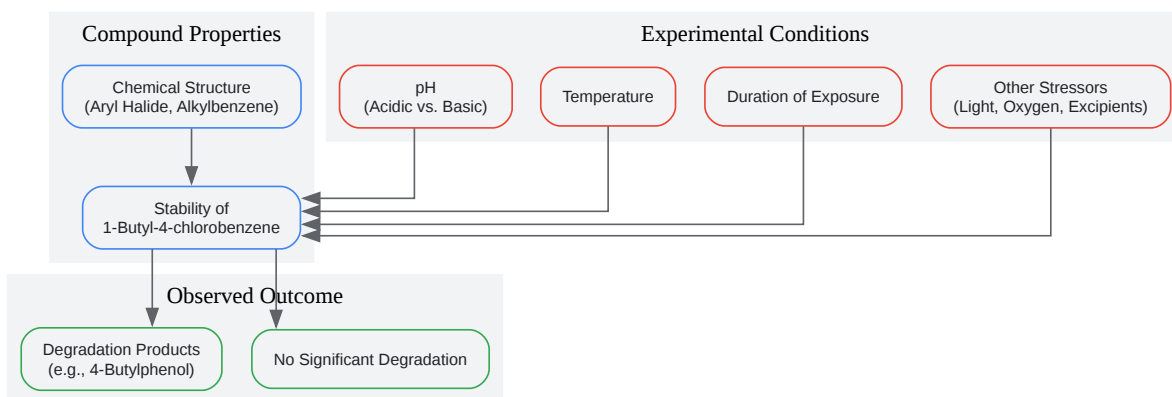 Compound Properties
Experimental Conditions
Chemical Structure
(Aryl Halide, Alkylbenzene)
pH
(Acidic vs. Basic)
Temperature
Duration of Exposure
Other Stressors
(Light, Oxygen, Excipients)
Stability of
1-Butyl-4-chlorobenzene
Observed Outcome
Degradation Products
(e.g., 4-Butylphenol)
No Significant Degradation